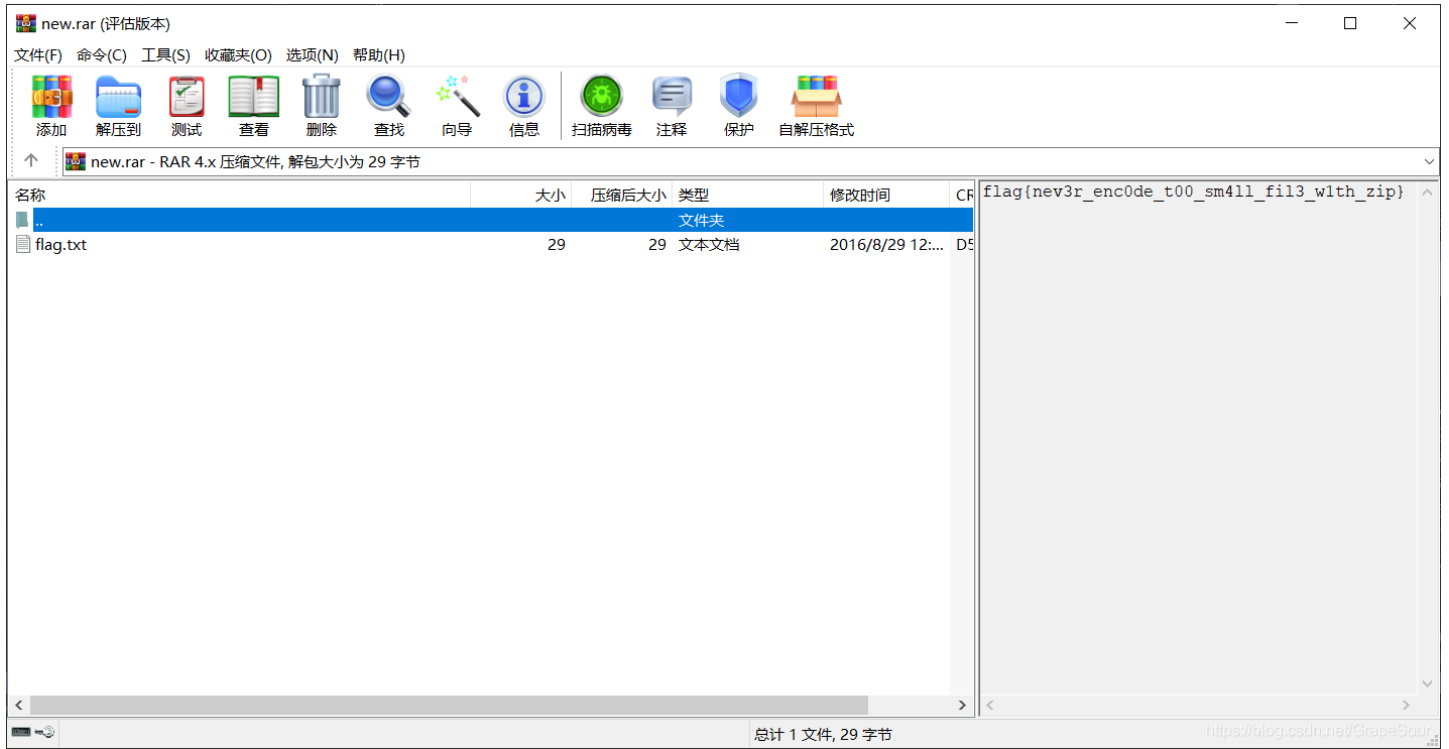 new.rar (评估版本)
文件(F) 命令(C) 工具(S) 收藏夹(O) 选项(N) 帮助(H)
添加 解压到 测试 查看 删除 查找 向导 信息 扫描病毒 注释 保护 自解压格式
new.rar - RAR 4.x 压缩文件, 解包大小为 29 字节
名称 大小 压缩后大小 类型 修改时间 CR
flag{nev3r_enc0de_t00_sm4ll_fil3_w1th_zip}
.. 文件夹
flag.txt 29 29 文本文档 2016/8/29 12:... D5
总计 1 文件, 29 字节
https://blog.csdn.net/GrapeSour